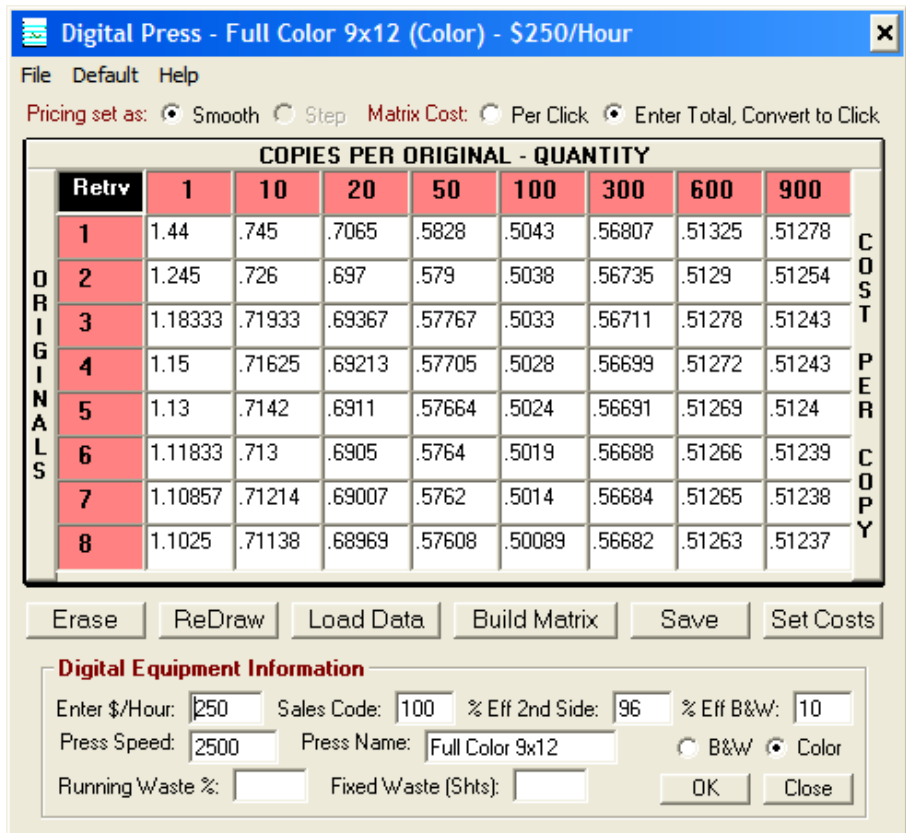 Digital Press - Full Color 9x12 (Color) - $250/Hour
File Default Help
Pricing set as: Smooth Step Matrix Cost: Per Click Enter Total, Convert to Click
COPIES PER ORIGINAL - QUANTITY
Retrv 1 10 20 50 100 300 600 900
1 1.44 .745 .7065 .5828 .5043 .56807 .51325 .51278
2 1.245 .726 .697 .579 .5038 .56735 .5129 .51254
3 1.18333 .71933 .69367 .57767 .5033 .56711 .51278 .51243
4 1.15 .71625 .69213 .57705 .5028 .56699 .51272 .51243
5 1.13 .7142 .6911 .57664 .5024 .56691 .51269 .5124
6 1.11833 .713 .6905 .5764 .5019 .56688 .51266 .51239
7 1.10857 .71214 .69007 .5762 .5014 .56684 .51265 .51238
8 1.1025 .71138 .68969 .57608 .50089 .56682 .51263 .51237
ORIGINALS
COST PER COPY
Erase ReDraw Load Data Build Matrix Save Set Costs
Digital Equipment Information
Enter $/Hour: 250 Sales Code: 100 % Eff 2nd Side: 96 % Eff B&W: 10
Press Speed: 2500 Press Name: Full Color 9x12 B&W Color
Running Waste %: Fixed Waste (Shts): OK Close